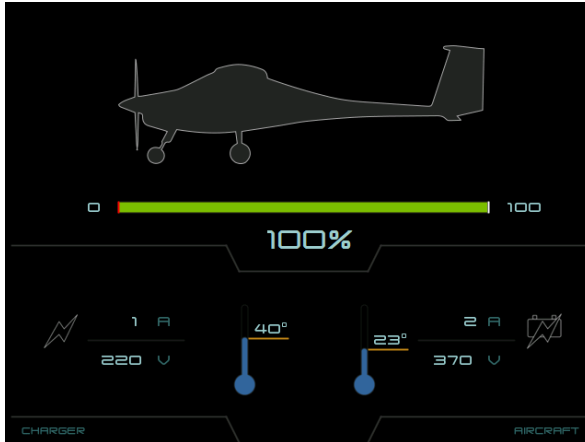 0 100
100%
1 A 40° 2 A
220 V 23° 370 V
CHARGER AIRCRAFT